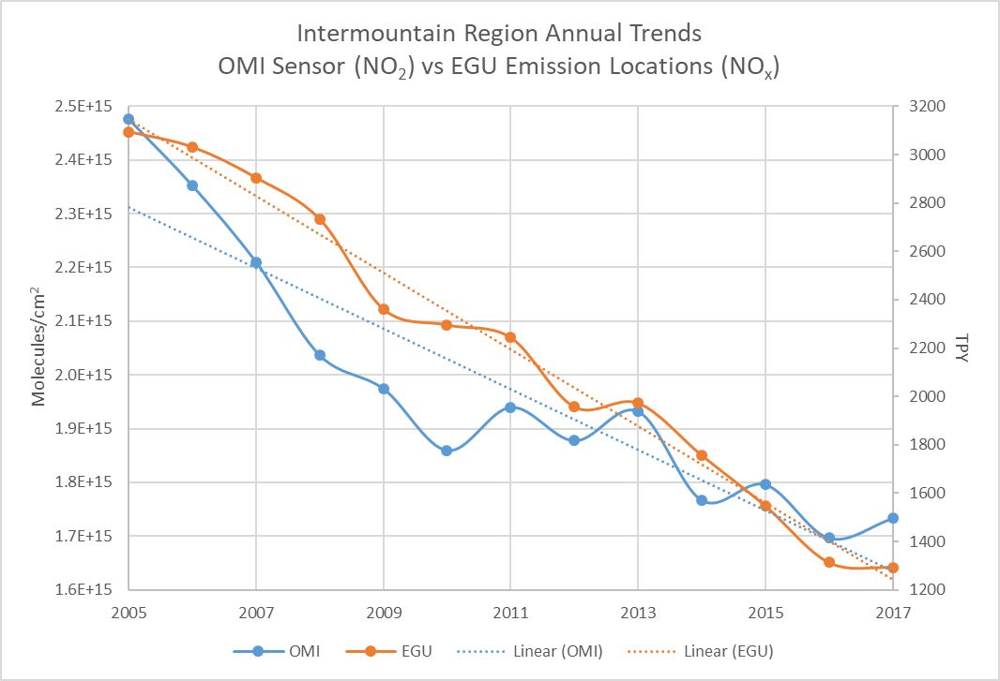 Intermountain Region Annual Trends
OMI Sensor (NO₂) vs EGU Emission Locations (NOₓ)
Molecules/cm²
2.5E+15
2.4E+15
2.3E+15
2.2E+15
2.1E+15
2.0E+15
1.9E+15
1.8E+15
1.7E+15
1.6E+15
3200
3000
2800
2600
2400
2200
2000
1800
1600
1400
1200
TPY
2005 2007 2009 2011 2013 2015 2017
OMI EGU Linear (OMI) Linear (EGU)